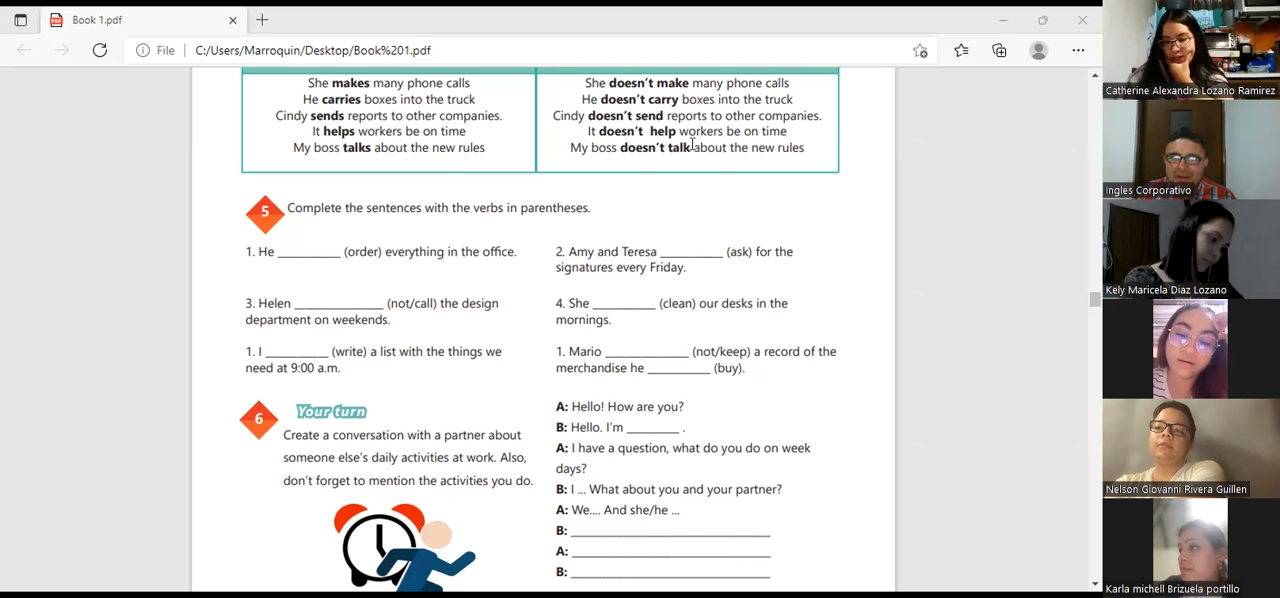 Book 1.pdf
File
C:/Users/Marroquin/Desktop/Book%201.pdf
She makes many phone calls
He carries boxes into the truck
Cindy sends reports to other companies.
It helps workers be on time
My boss talks about the new rules
She doesn't make many phone calls
He doesn't carry boxes into the truck
Cindy doesn't send reports to other companies.
It doesn't help workers be on time
My boss doesn't talk about the new rules
5 Complete the sentences with the verbs in parentheses.
1. He __________ (order) everything in the office.
2. Amy and Teresa __________ (ask) for the
signatures every Friday.
3. Helen ______________ (not/call) the design
department on weekends.
4. She __________ (clean) our desks in the
mornings.
1. I __________ (write) a list with the things we
need at 9:00 a.m.
1. Mario _____________ (not/keep) a record of the
merchandise he __________ (buy).
6 Your turn
Create a conversation with a partner about
someone else's daily activities at work. Also,
don't forget to mention the activities you do.
A: Hello! How are you?
B: Hello. I'm ________ .
A: I have a question, what do you do on week
days?
B: I ... What about you and your partner?
A: We.... And she/he ...
B: ________________________________
A: ________________________________
B: ________________________________
Catherine Alexandra Lozano Ramirez
Ingles Corporativo
Kely Maricela Diaz Lozano
Nelson Giovanni Rivera Guillen
Karla michell Brizuela portillo